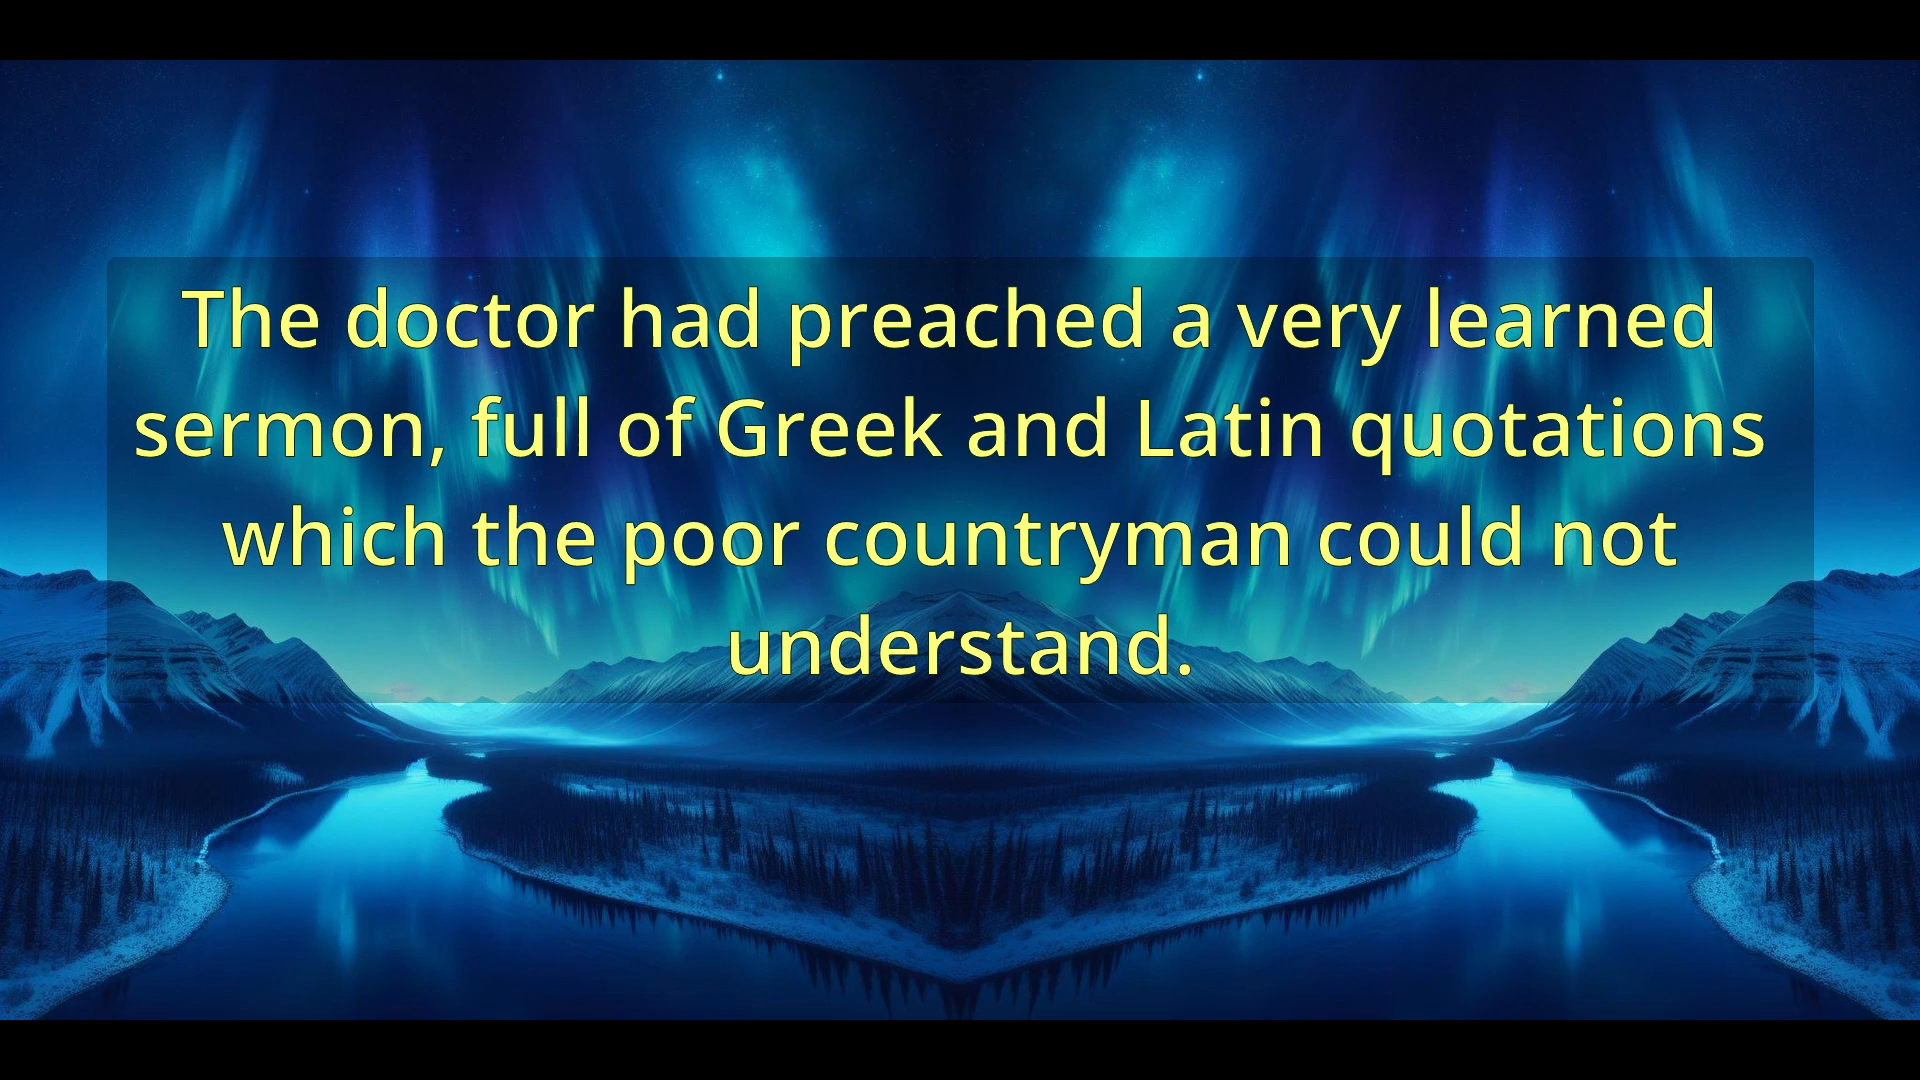 The doctor had preached a very learned
sermon, full of Greek and Latin quotations
which the poor countryman could not
understand.